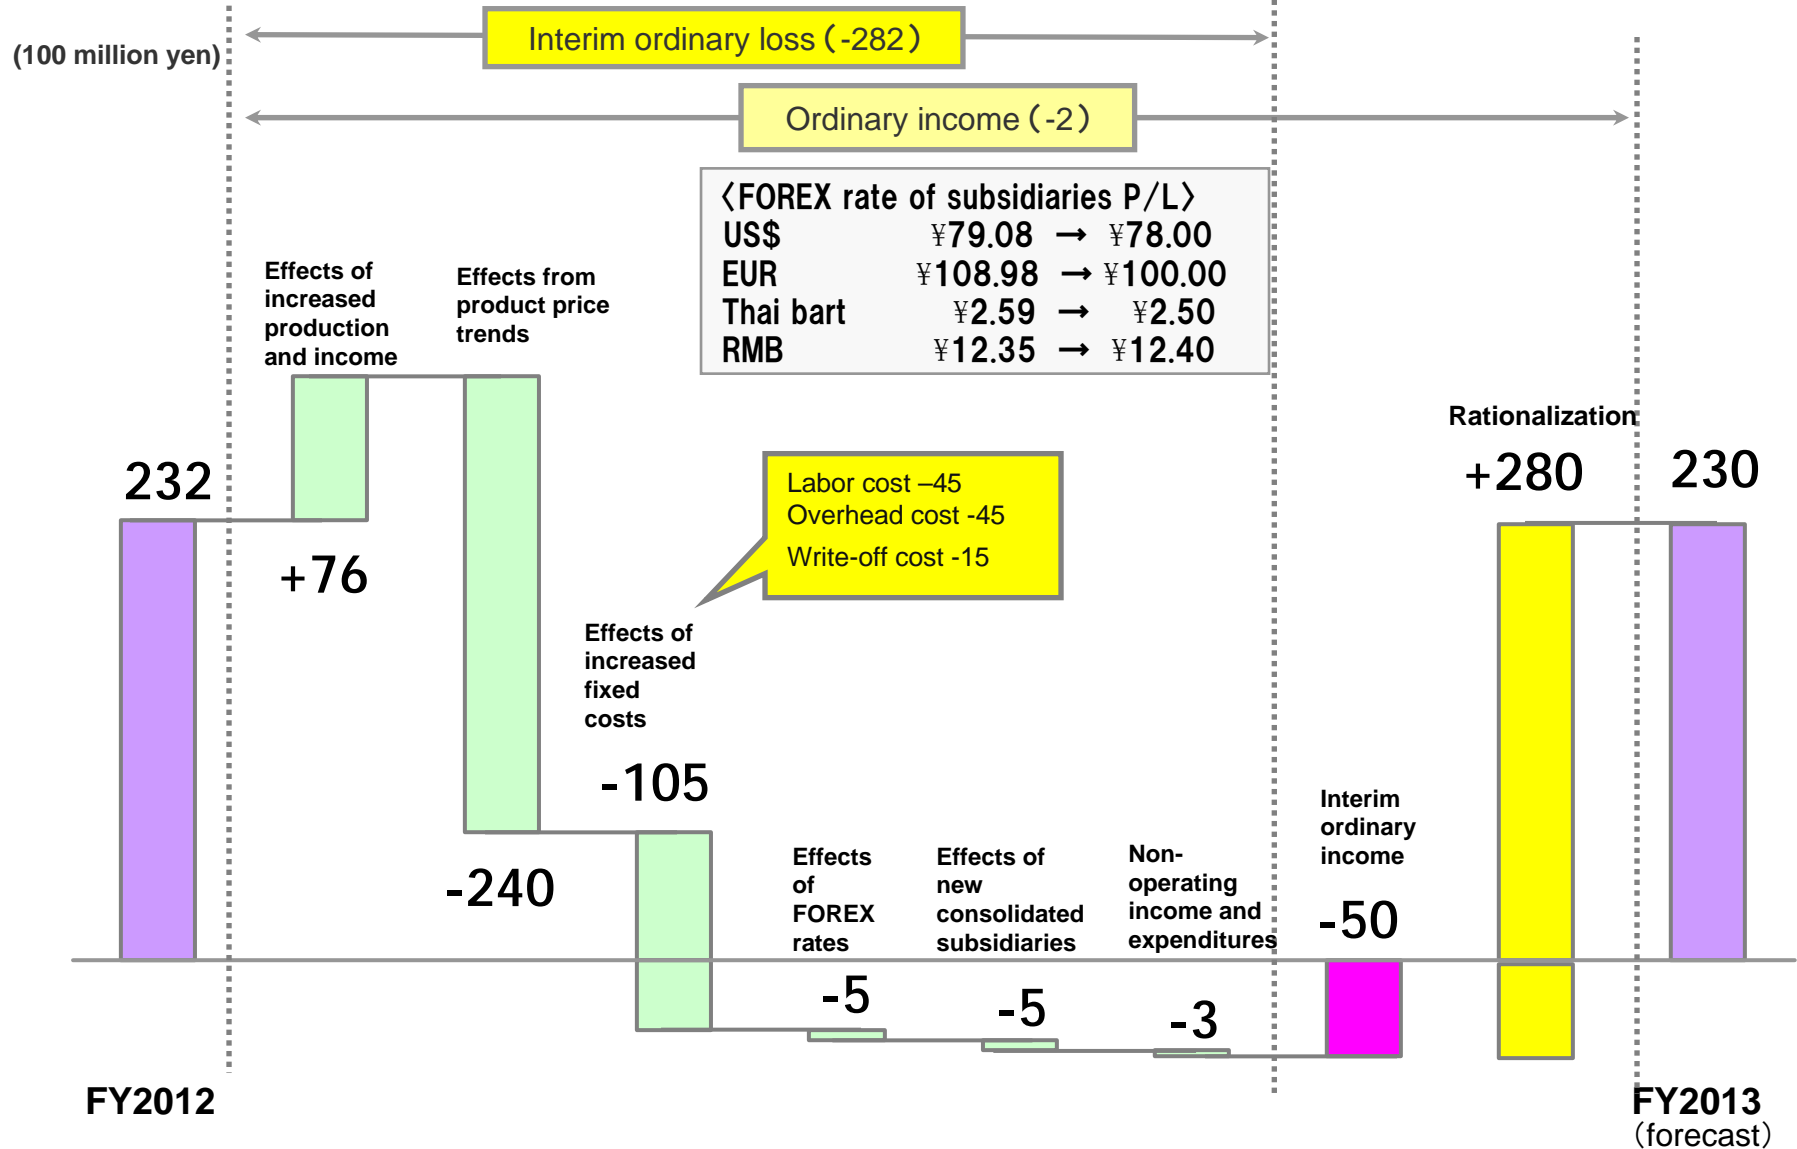 Interim ordinary loss（-282）
(100 million yen)
Ordinary income（-2）
〈FOREX rate of subsidiaries P/L〉
US$ ¥79.08 → ¥78.00
EUR ¥108.98 → ¥100.00
Thai bart ¥2.59 → ¥2.50
RMB ¥12.35 → ¥12.40
Effects of
increased
production
and income
Effects from
product price
trends
232
+76
-240
Labor cost –45
Overhead cost -45
Write-off cost -15
Effects of
increased
fixed
costs
-105
Effects
of
FOREX
rates
-5
Effects of
new
consolidated
subsidiaries
-5
Non-
operating
income and
expenditures
-3
Interim
ordinary
income
-50
Rationalization
+280
230
FY2012
FY2013
（forecast）